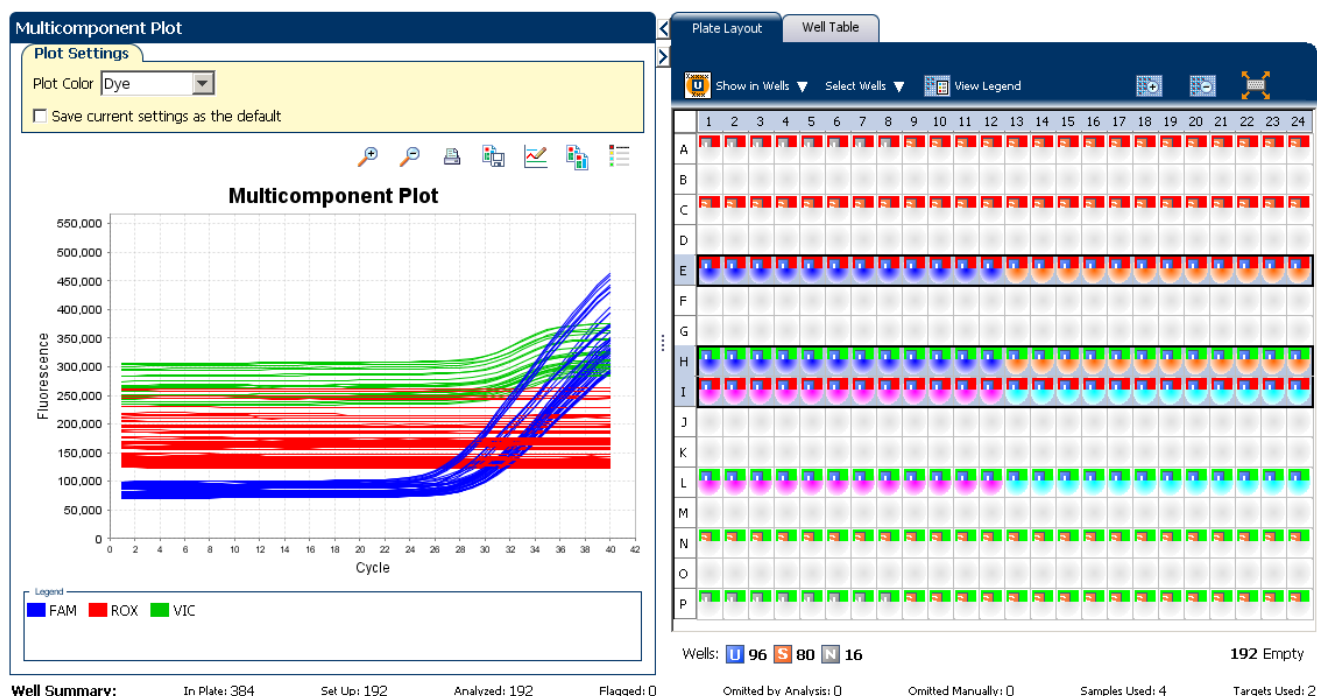 Multicomponent Plot
Plot Settings
Plot Color Dye
Save current settings as the default
Multicomponent Plot
Fluorescence
550,000
500,000
450,000
400,000
350,000
300,000
250,000
200,000
150,000
100,000
50,000
0
0 2 4 6 8 10 12 14 16 18 20 22 24 26 28 30 32 34 36 38 40 42
Cycle
Legend
FAM ROX VIC
Plate Layout Well Table
U Show in Wells Select Wells View Legend
1 2 3 4 5 6 7 8 9 10 11 12 13 14 15 16 17 18 19 20 21 22 23 24
A
B
C
D
E
F
G
H
I
J
K
L
M
N
O
P
Wells: U 96 S 80 N 16 192 Empty
Well Summary: In Plate: 384 Set Up: 192 Analyzed: 192 Flagged: 0 Omitted by Analysis: 0 Omitted Manually: 0 Samples Used: 4 Targets Used: 2